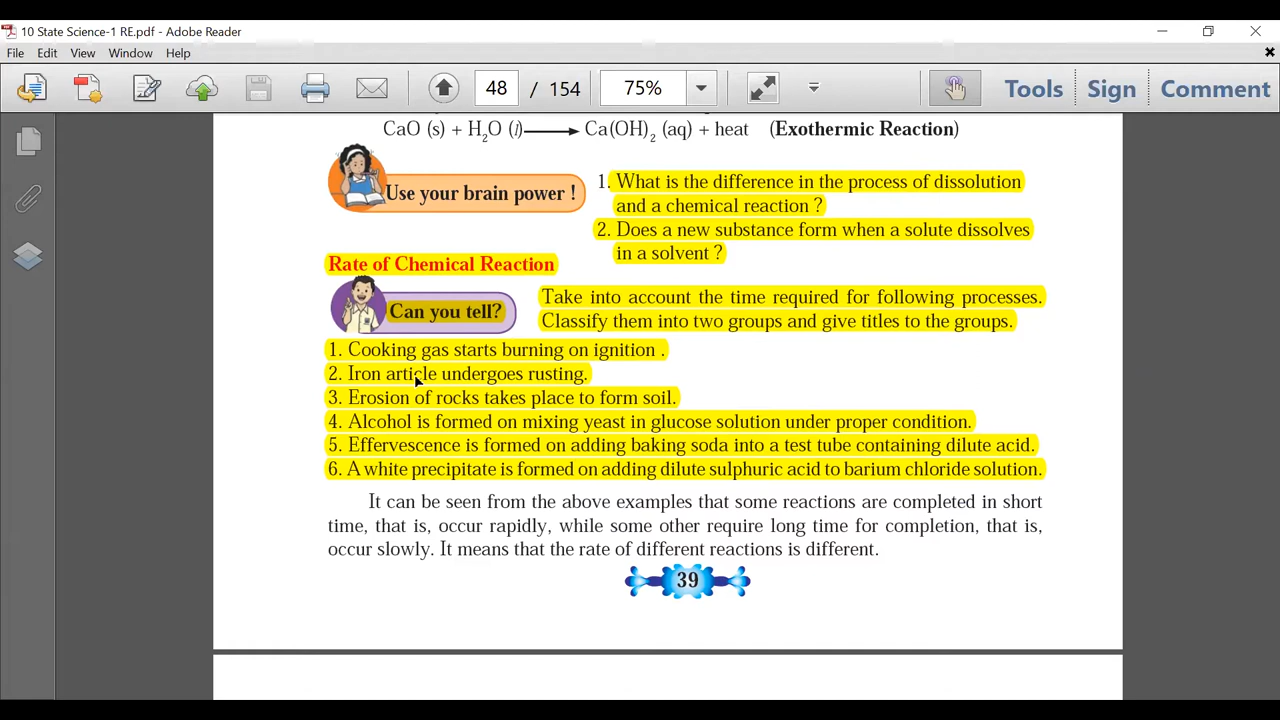 10 State Science-1 RE.pdf - Adobe Reader
File Edit View Window Help
48 / 154 75% Tools Sign Comment
CaO (s) + H₂O (l) ⟶ Ca(OH)₂ (aq) + heat (Exothermic Reaction)
Use your brain power !
1. What is the difference in the process of dissolution
and a chemical reaction ?
2. Does a new substance form when a solute dissolves
in a solvent ?
Rate of Chemical Reaction
Can you tell?
Take into account the time required for following processes.
Classify them into two groups and give titles to the groups.
1. Cooking gas starts burning on ignition .
2. Iron article undergoes rusting.
3. Erosion of rocks takes place to form soil.
4. Alcohol is formed on mixing yeast in glucose solution under proper condition.
5. Effervescence is formed on adding baking soda into a test tube containing dilute acid.
6. A white precipitate is formed on adding dilute sulphuric acid to barium chloride solution.
It can be seen from the above examples that some reactions are completed in short
time, that is, occur rapidly, while some other require long time for completion, that is,
occur slowly. It means that the rate of different reactions is different.
39